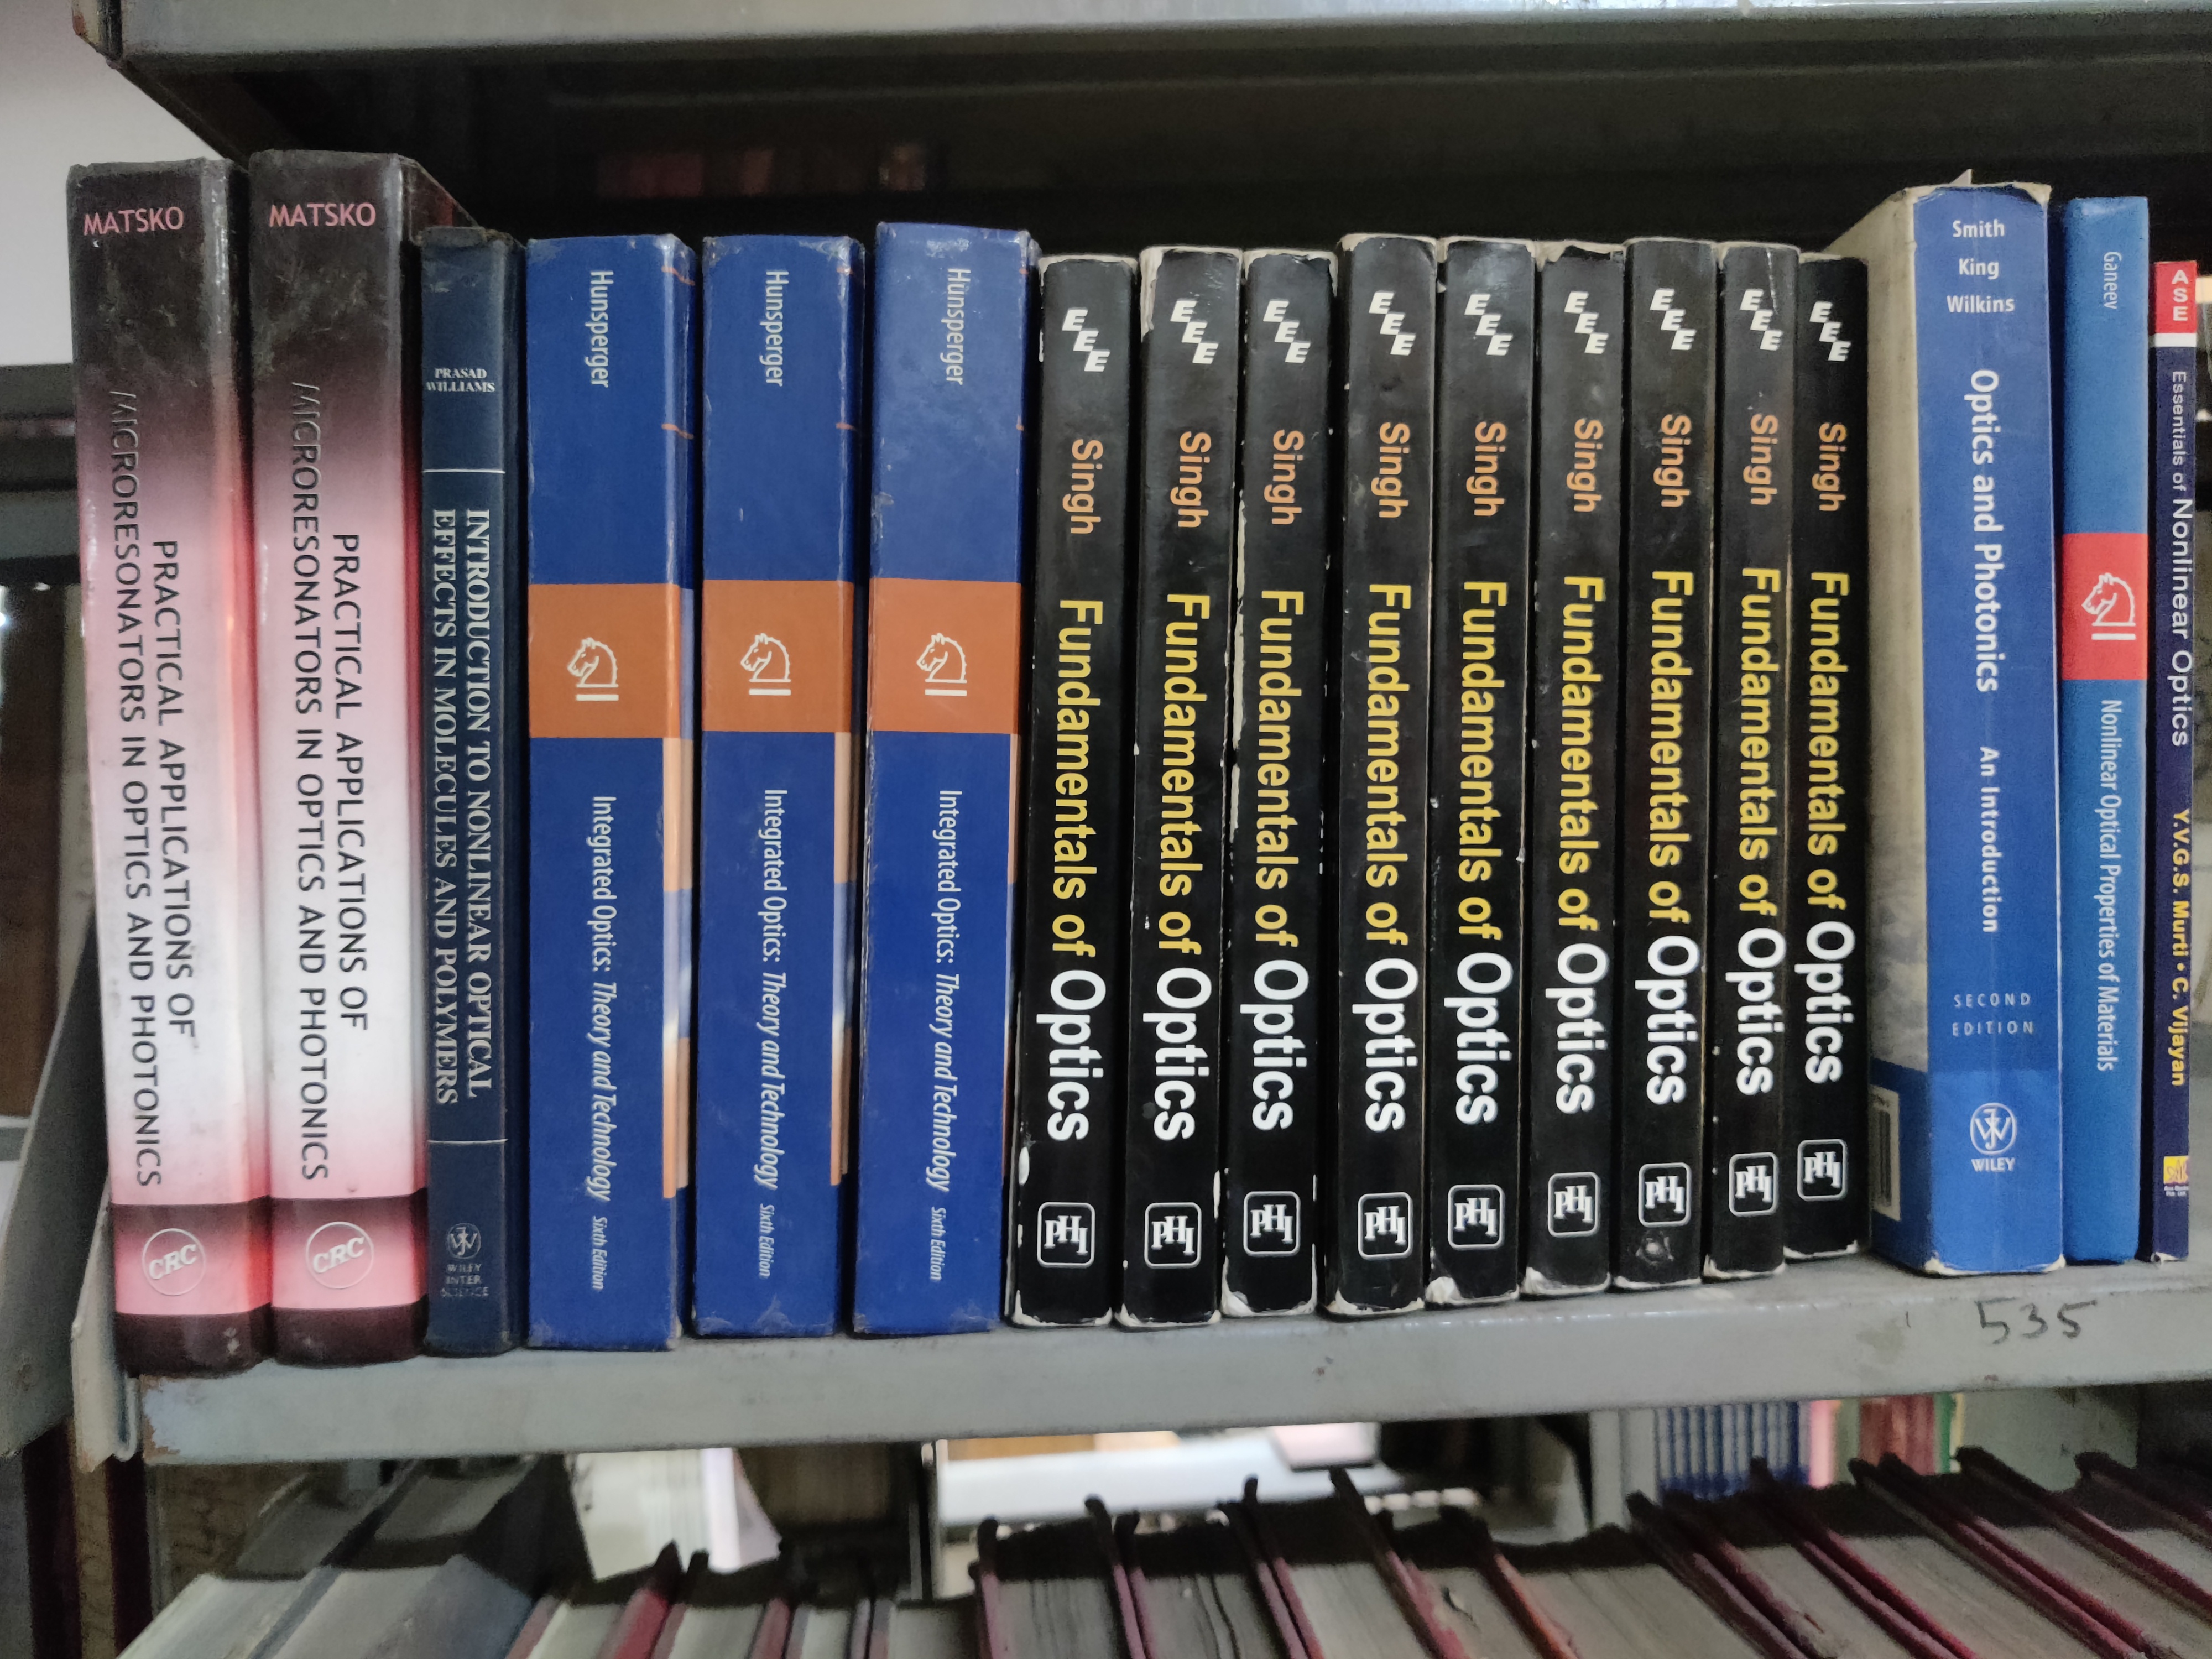 MATSKO
PRACTICAL APPLICATIONS OF
MICRORESONATORS IN OPTICS AND PHOTONICS
CRC
MATSKO
PRACTICAL APPLICATIONS OF
MICRORESONATORS IN OPTICS AND PHOTONICS
CRC
PRASAD
WILLIAMS
INTRODUCTION TO NONLINEAR OPTICAL
EFFECTS IN MOLECULES AND POLYMERS
WILEY
INTER
SCIENCE
Hunsperger
Integrated Optics: Theory and Technology Sixth Edition
Hunsperger
Integrated Optics: Theory and Technology Sixth Edition
Hunsperger
Integrated Optics: Theory and Technology Sixth Edition
EEE
Singh
Fundamentals of Optics
PHI
EEE
Singh
Fundamentals of Optics
PHI
EEE
Singh
Fundamentals of Optics
PHI
EEE
Singh
Fundamentals of Optics
PHI
EEE
Singh
Fundamentals of Optics
PHI
EEE
Singh
Fundamentals of Optics
PHI
EEE
Singh
Fundamentals of Optics
PHI
EEE
Singh
Fundamentals of Optics
PHI
EEE
Singh
Fundamentals of Optics
PHI
Smith
King
Wilkins
Optics and Photonics An Introduction
SECOND
EDITION
WILEY
Ganeev
Nonlinear Optical Properties of Materials
ASE
Essentials of Nonlinear Optics Y.V.G.S. Murti • C. Vijayan
535